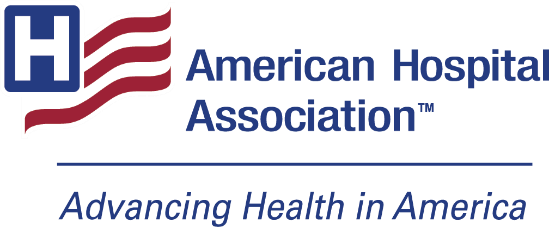 H
American Hospital
Association™
Advancing Health in America